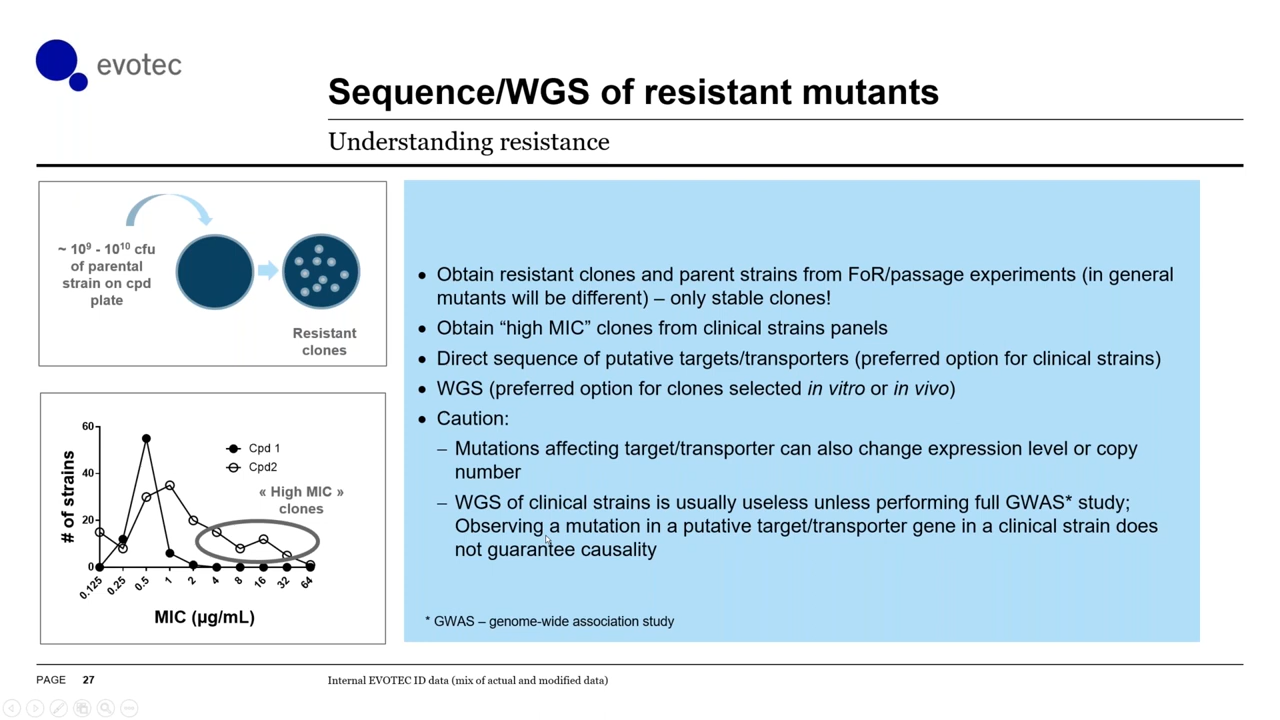 evotec
Sequence/WGS of resistant mutants
Understanding resistance
~ 10⁹ - 10¹⁰ cfu
of parental
strain on cpd
plate
Resistant
clones
60
40
20
0
# of strains
Cpd 1
Cpd2
« High MIC »
clones
0.125
0.25
0.5
1
2
4
8
16
32
64
MIC (µg/mL)
• Obtain resistant clones and parent strains from FoR/passage experiments (in general
mutants will be different) – only stable clones!
• Obtain “high MIC” clones from clinical strains panels
• Direct sequence of putative targets/transporters (preferred option for clinical strains)
• WGS (preferred option for clones selected in vitro or in vivo)
• Caution:
– Mutations affecting target/transporter can also change expression level or copy
number
– WGS of clinical strains is usually useless unless performing full GWAS* study;
Observing a mutation in a putative target/transporter gene in a clinical strain does
not guarantee causality
* GWAS – genome-wide association study
PAGE 27
Internal EVOTEC ID data (mix of actual and modified data)